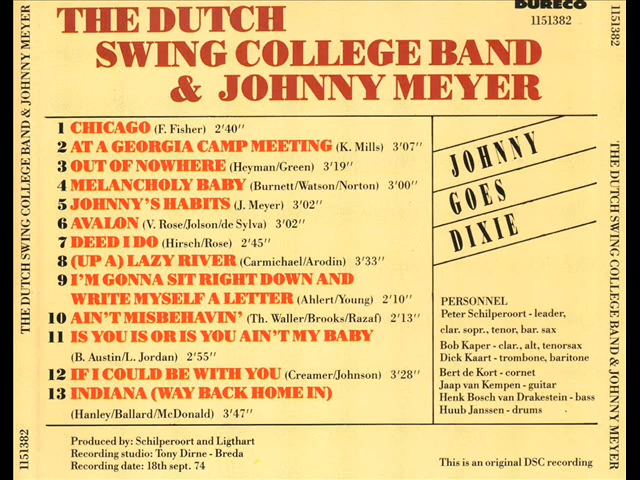 DURECO
1151382
THE DUTCH
SWING COLLEGE BAND
& JOHNNY MEYER
1 CHICAGO (F. Fisher) 2'40''
2 AT A GEORGIA CAMP MEETING (K. Mills) 3'07''
3 OUT OF NOWHERE (Heyman/Green) 3'19''
4 MELANCHOLY BABY (Burnett/Watson/Norton) 3'00''
5 JOHNNY'S HABITS (J. Meyer) 3'02''
6 AVALON (V. Rose/Jolson/de Sylva) 3'02''
7 DEED I DO (Hirsch/Rose) 2'45''
8 (UP A) LAZY RIVER (Carmichael/Arodin) 3'33''
9 I'M GONNA SIT RIGHT DOWN AND
WRITE MYSELF A LETTER (Ahlert/Young) 2'10''
10 AIN'T MISBEHAVIN' (Th. Waller/Brooks/Razaf) 2'13''
11 IS YOU IS OR IS YOU AIN'T MY BABY
(B. Austin/L. Jordan) 2'55''
12 IF I COULD BE WITH YOU (Creamer/Johnson) 3'28''
13 INDIANA (WAY BACK HOME IN)
(Hanley/Ballard/McDonald) 3'47''
JOHNNY
GOES
DIXIE
PERSONNEL
Peter Schilperoort - leader,
clar. sopr., tenor, bar. sax
Bob Kaper - clar., alt, tenorsax
Dick Kaart - trombone, baritone
Bert de Kort - cornet
Jaap van Kempen - guitar
Henk Bosch van Drakestein - bass
Huub Janssen - drums
Produced by: Schilperoort and Ligthart
Recording studio: Tony Dirne - Breda
Recording date: 18th sept. 74
This is an original DSC recording
1151382 THE DUTCH SWING COLLEGE BAND & JOHNNY MEYER
1151382 THE DUTCH SWING COLLEGE BAND & JOHNNY MEYER